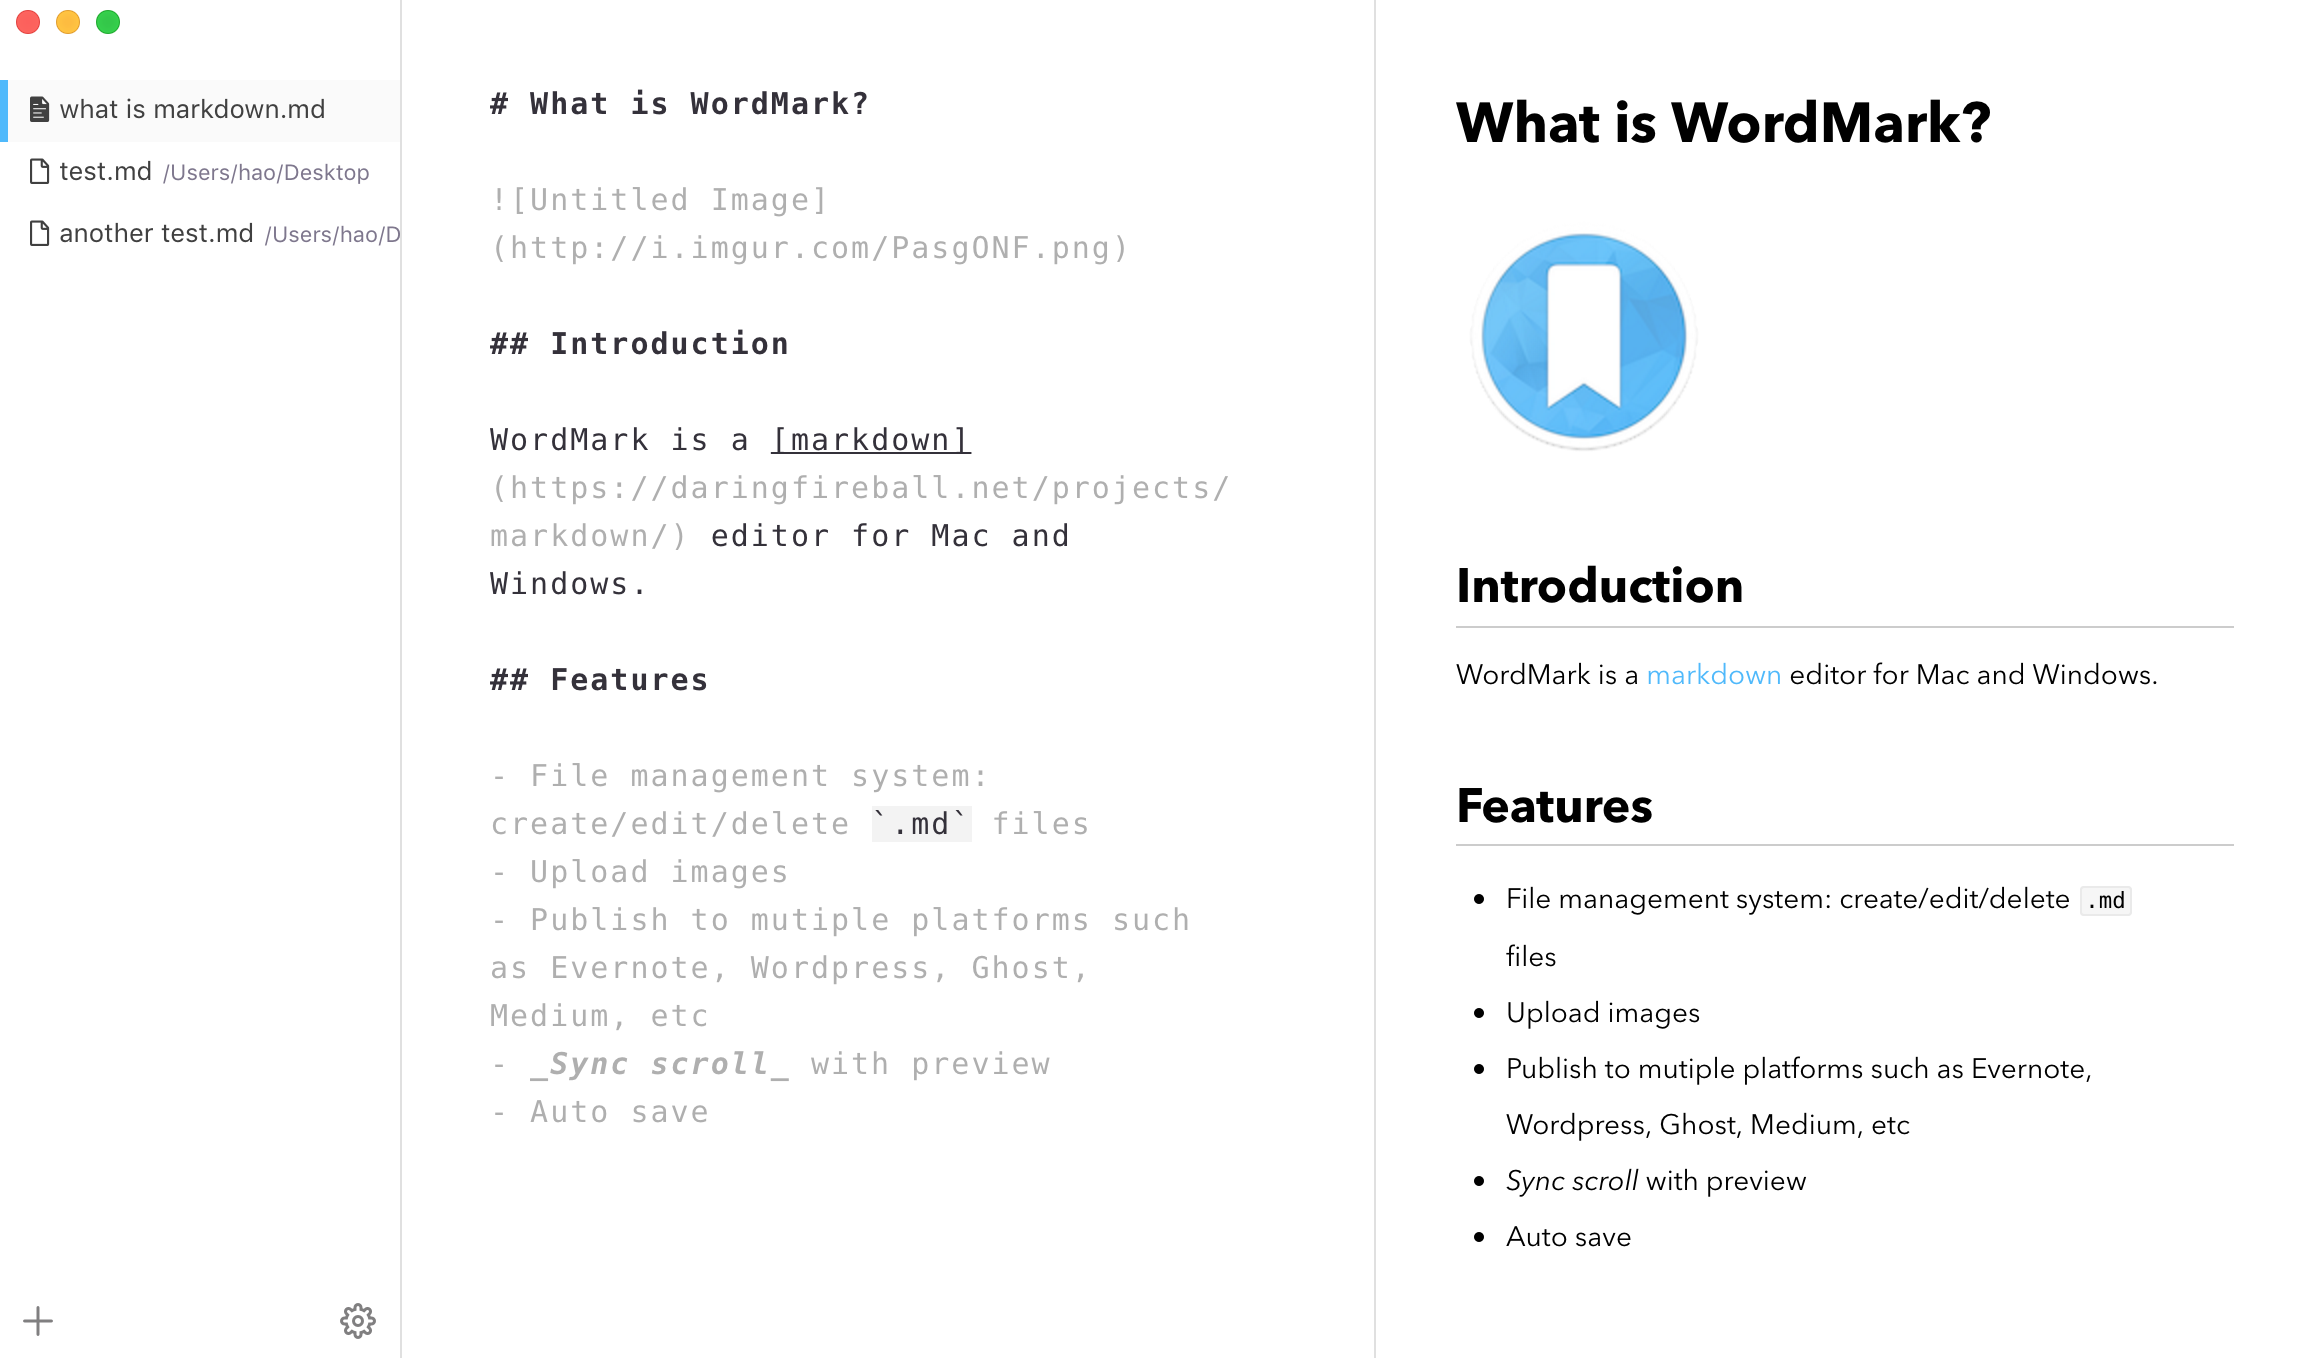 what is markdown.md
test.md /Users/hao/Desktop
another test.md /Users/hao/D
# What is WordMark?
![Untitled Image]
(http://i.imgur.com/PasgONF.png)
## Introduction
WordMark is a [markdown]
(https://daringfireball.net/projects/
markdown/) editor for Mac and
Windows.
## Features
- File management system:
create/edit/delete `.md` files
- Upload images
- Publish to mutiple platforms such
as Evernote, Wordpress, Ghost,
Medium, etc
- _Sync scroll_ with preview
- Auto save
What is WordMark?
Introduction
WordMark is a markdown editor for Mac and Windows.
Features
• File management system: create/edit/delete .md
files
• Upload images
• Publish to mutiple platforms such as Evernote,
Wordpress, Ghost, Medium, etc
• Sync scroll with preview
• Auto save